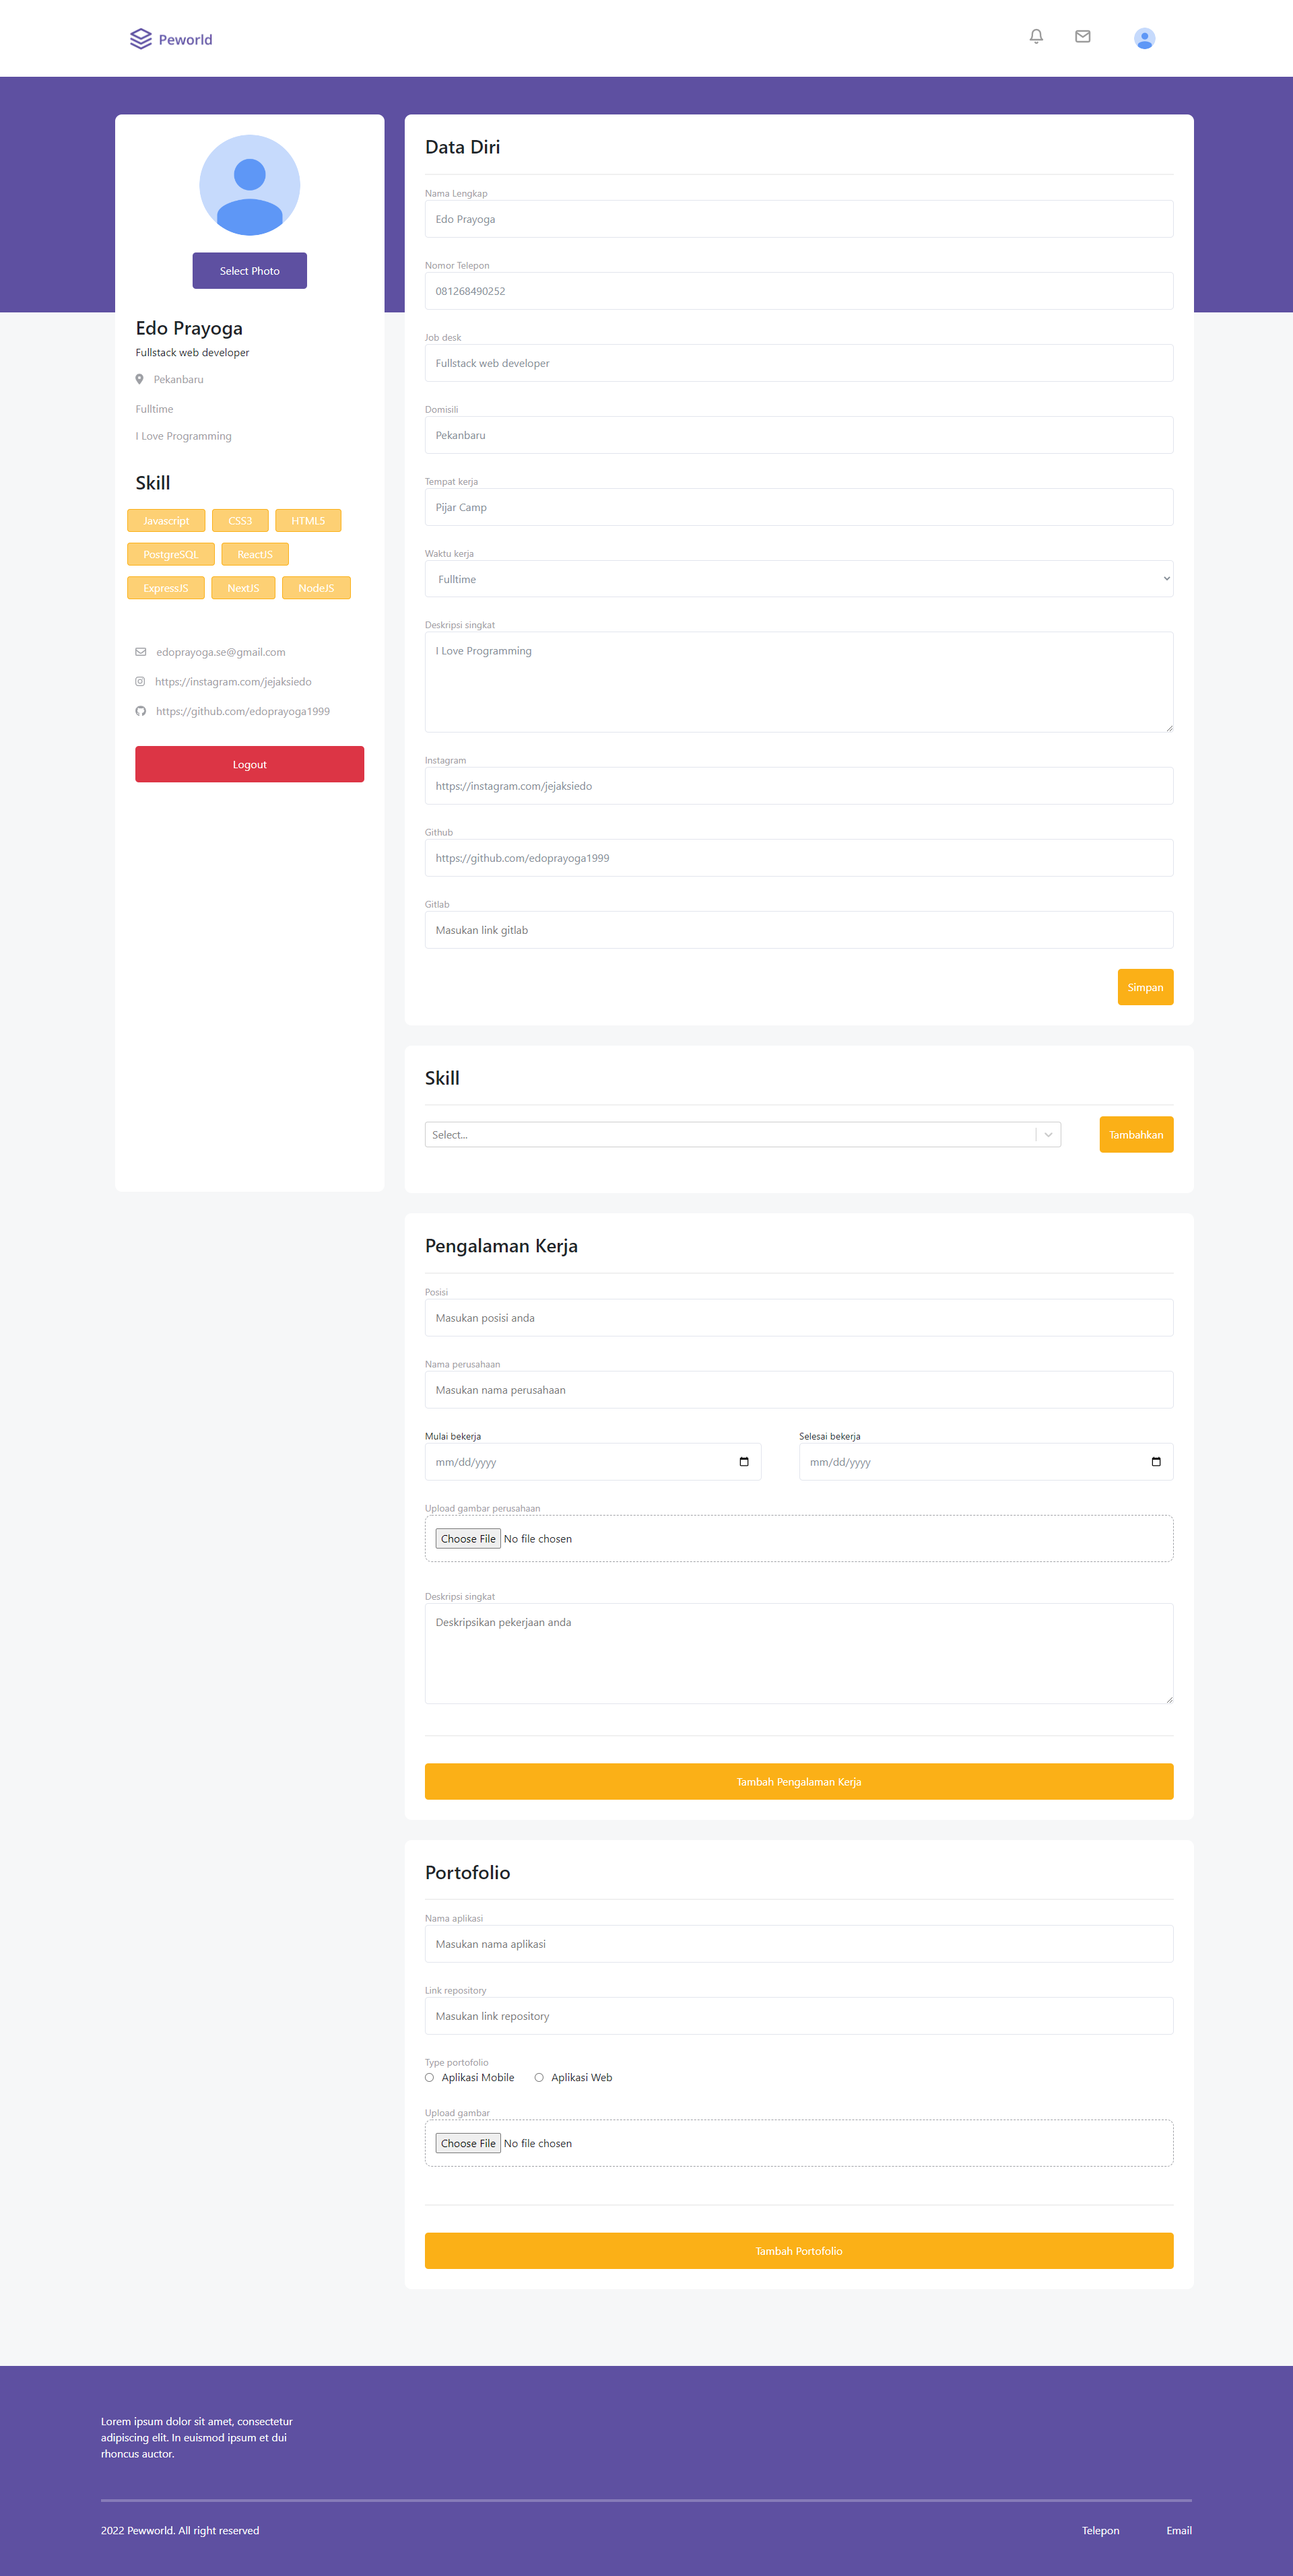 Peworld
Select Photo
Edo Prayoga
Fullstack web developer
Pekanbaru
Fulltime
I Love Programming
Skill
Javascript CSS3 HTML5
PostgreSQL ReactJS
ExpressJS NextJS NodeJS
edoprayoga.se@gmail.com
https://instagram.com/jejaksiedo
https://github.com/edoprayoga1999
Logout
Data Diri
Nama Lengkap
Edo Prayoga
Nomor Telepon
081268490252
Job desk
Fullstack web developer
Domisili
Pekanbaru
Tempat kerja
Pijar Camp
Waktu kerja
Fulltime
Deskripsi singkat
I Love Programming
Instagram
https://instagram.com/jejaksiedo
Github
https://github.com/edoprayoga1999
Gitlab
Masukan link gitlab
Simpan
Skill
Select...
Tambahkan
Pengalaman Kerja
Posisi
Masukan posisi anda
Nama perusahaan
Masukan nama perusahaan
Mulai bekerja Selesai bekerja
mm/dd/yyyy mm/dd/yyyy
Upload gambar perusahaan
Choose File No file chosen
Deskripsi singkat
Deskripsikan pekerjaan anda
Tambah Pengalaman Kerja
Portofolio
Nama aplikasi
Masukan nama aplikasi
Link repository
Masukan link repository
Type portofolio
Aplikasi Mobile Aplikasi Web
Upload gambar
Choose File No file chosen
Tambah Portofolio
Lorem ipsum dolor sit amet, consectetur
adipiscing elit. In euismod ipsum et dui
rhoncus auctor.
2022 Pewworld. All right reserved
Telepon Email